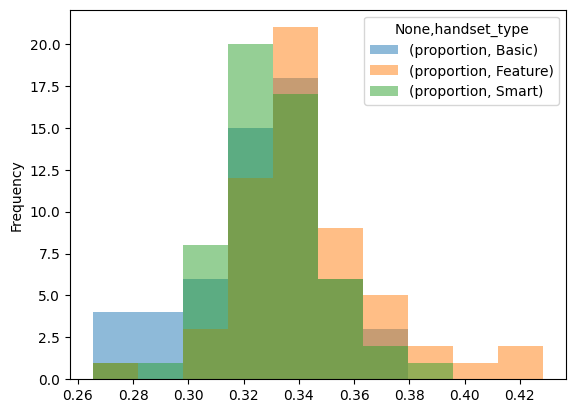 None,handset_type
(proportion, Basic)
(proportion, Feature)
(proportion, Smart)
Frequency
20.0
17.5
15.0
12.5
10.0
7.5
5.0
2.5
0.0
0.26 0.28 0.30 0.32 0.34 0.36 0.38 0.40 0.42